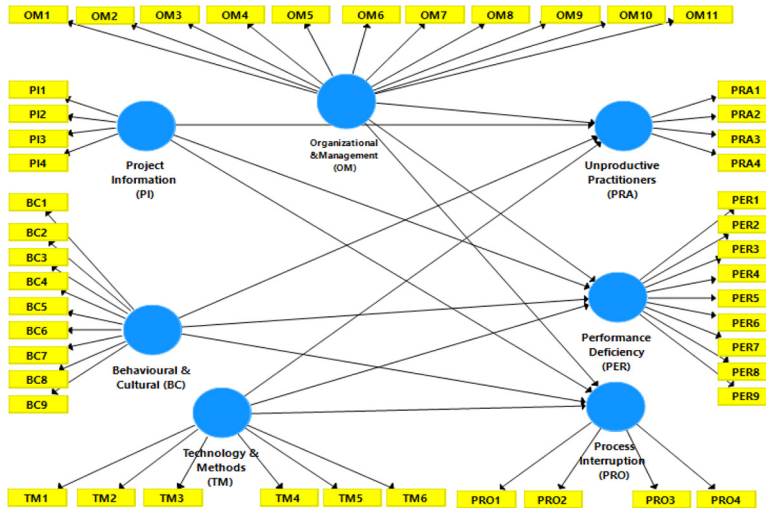 OM1 OM2 OM3 OM4 OM5 OM6 OM7 OM8 OM9 OM10 OM11
PI1
PI2
PI3
PI4
Project
Information
(PI)
Organizational
&Management
(OM)
Unproductive
Practitioners
(PRA)
PRA1
PRA2
PRA3
PRA4
BC1
BC2
BC3
BC4
BC5
BC6
BC7
BC8
BC9
Behavioural &
Cultural (BC)
Performance
Deficiency
(PER)
PER1
PER2
PER3
PER4
PER5
PER6
PER7
PER8
PER9
Technology &
Methods
(TM)
Process
Interruption
(PRO)
TM1 TM2 TM3 TM4 TM5 TM6 PRO1 PRO2 PRO3 PRO4